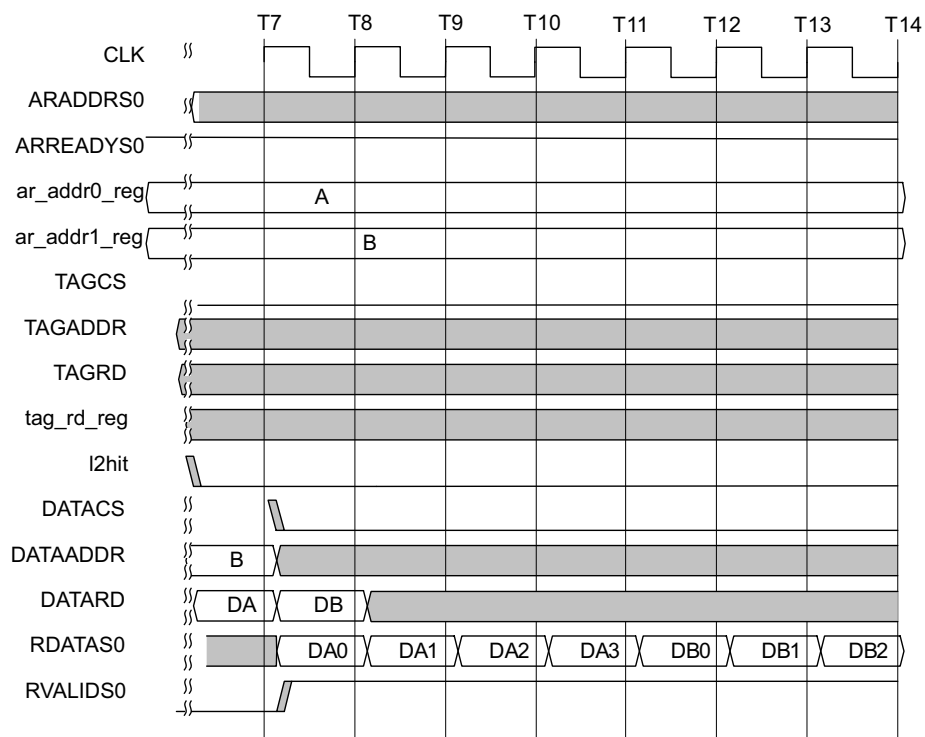 T7 T8 T9 T10 T11 T12 T13 T14
CLK
ARADDRS0
ARREADYS0
ar_addr0_reg A
ar_addr1_reg B
TAGCS
TAGADDR
TAGRD
tag_rd_reg
l2hit
DATACS
DATAADDR B
DATARD DA DB
RDATAS0 DA0 DA1 DA2 DA3 DB0 DB1 DB2
RVALIDS0